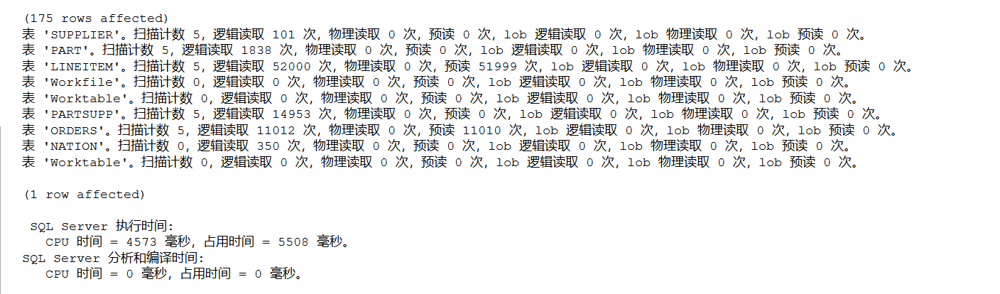 (175 rows affected)
表 'SUPPLIER'。扫描计数 5，逻辑读取 101 次，物理读取 0 次，预读 0 次，lob 逻辑读取 0 次，lob 物理读取 0 次，lob 预读 0 次。
表 'PART'。扫描计数 5，逻辑读取 1838 次，物理读取 0 次，预读 0 次，lob 逻辑读取 0 次，lob 物理读取 0 次，lob 预读 0 次。
表 'LINEITEM'。扫描计数 5，逻辑读取 52000 次，物理读取 0 次，预读 51999 次，lob 逻辑读取 0 次，lob 物理读取 0 次，lob 预读 0 次。
表 'Workfile'。扫描计数 0，逻辑读取 0 次，物理读取 0 次，预读 0 次，lob 逻辑读取 0 次，lob 物理读取 0 次，lob 预读 0 次。
表 'Worktable'。扫描计数 0，逻辑读取 0 次，物理读取 0 次，预读 0 次，lob 逻辑读取 0 次，lob 物理读取 0 次，lob 预读 0 次。
表 'PARTSUPP'。扫描计数 5，逻辑读取 14953 次，物理读取 0 次，预读 0 次，lob 逻辑读取 0 次，lob 物理读取 0 次，lob 预读 0 次。
表 'ORDERS'。扫描计数 5，逻辑读取 11012 次，物理读取 0 次，预读 11010 次，lob 逻辑读取 0 次，lob 物理读取 0 次，lob 预读 0 次。
表 'NATION'。扫描计数 0，逻辑读取 350 次，物理读取 0 次，预读 0 次，lob 逻辑读取 0 次，lob 物理读取 0 次，lob 预读 0 次。
表 'Worktable'。扫描计数 0，逻辑读取 0 次，物理读取 0 次，预读 0 次，lob 逻辑读取 0 次，lob 物理读取 0 次，lob 预读 0 次。
(1 row affected)
SQL Server 执行时间:
CPU 时间 = 4573 毫秒，占用时间 = 5508 毫秒。
SQL Server 分析和编译时间:
CPU 时间 = 0 毫秒，占用时间 = 0 毫秒。